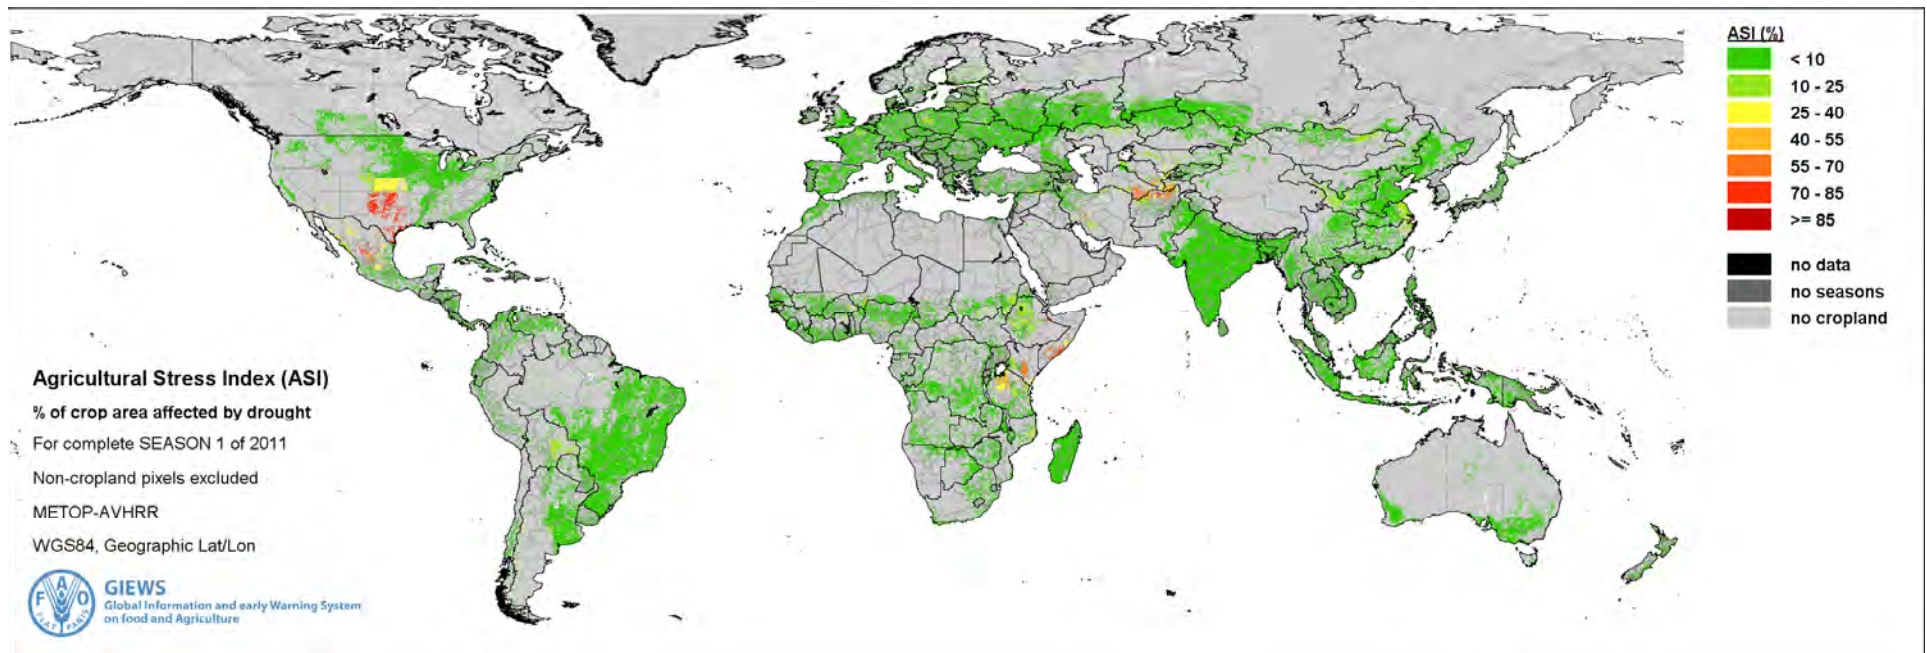 ASI (%)
< 10
10 - 25
25 - 40
40 - 55
55 - 70
70 - 85
>= 85
no data
no seasons
no cropland
Agricultural Stress Index (ASI)
% of crop area affected by drought
For complete SEASON 1 of 2011
Non-cropland pixels excluded
METOP-AVHRR
WGS84, Geographic Lat/Lon
F A O
FIAT PANIS
GIEWS
Global Information and early Warning System
on food and Agriculture